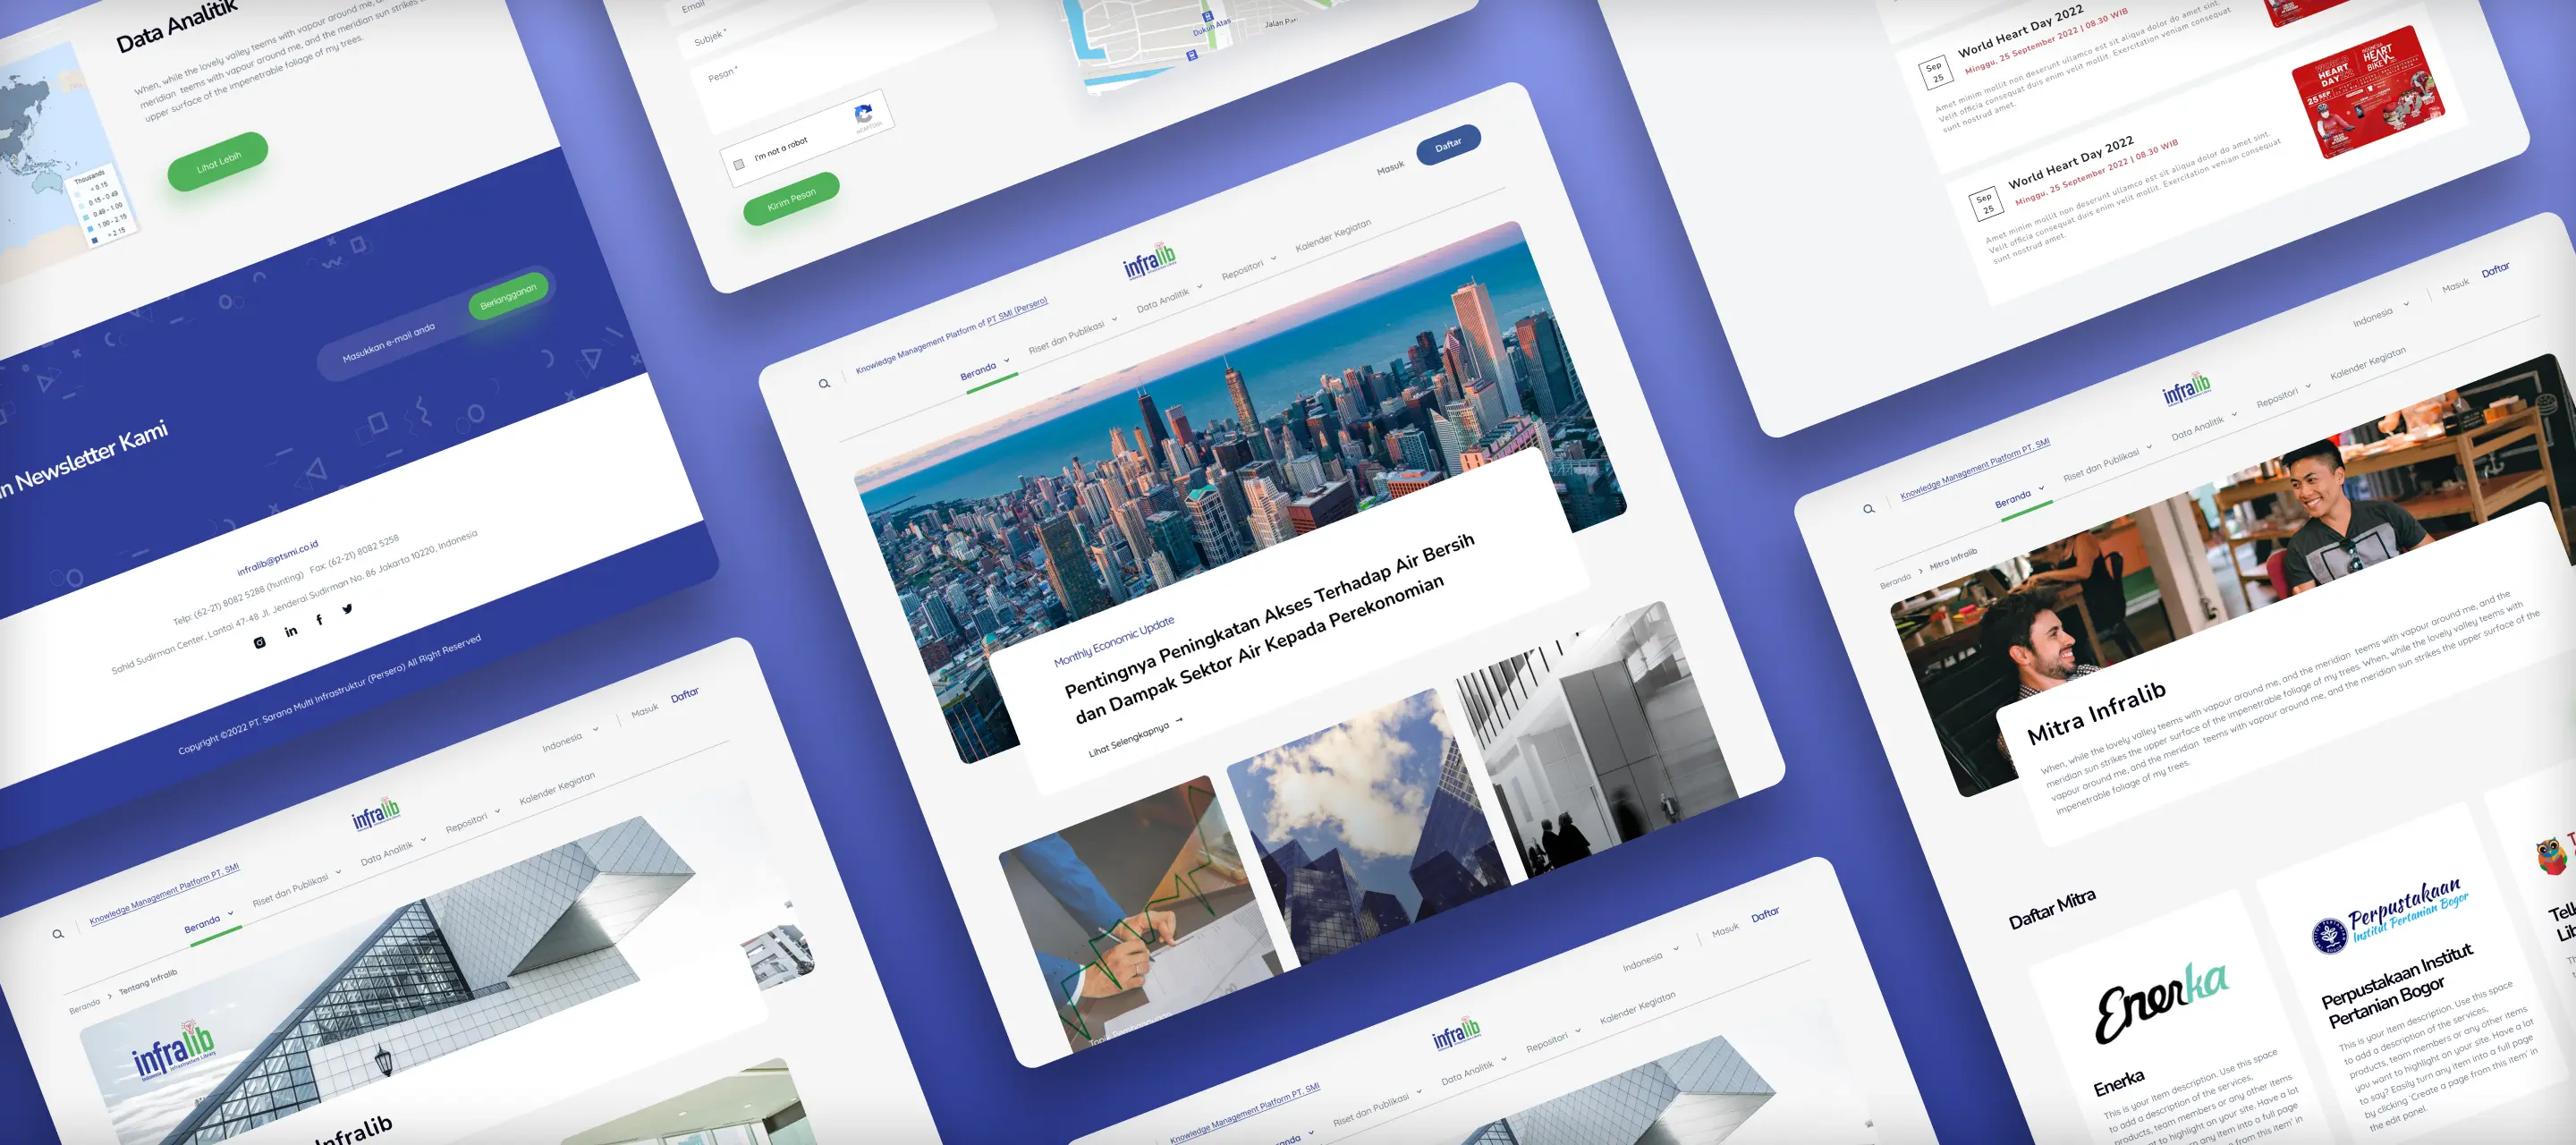 Data Analitik
When, while the lovely valley teems with vapour around me,
meridian teems with vapour around me, and the meridian sun strikes
upper surface of the impenetrable foliage of my trees.
Lihat Lebih
Thousands
< 0.15
0.15 - 0.49
0.49 - 1.00
1.00 - 2.15
> 2.15
Masukkan e-mail anda
Berlangganan
Newsletter Kami
infralib@ptsmi.co.id
Telp: (62-21) 8082 5288 (hunting) Fax: (62-21) 8082 5258
Sahid Sudirman Center, Lantai 47-48 Jl. Jenderal Sudirman No. 86 Jakarta 10220, Indonesia
Copyright ©2022 PT. Sarana Multi Infrastruktur (Persero) All Right Reserved
Email
Subjek *
Pesan *
I'm not a robot
reCAPTCHA
Kirim Pesan
Dukuh Atas
Masuk
Daftar
Knowledge Management Platform of PT SMI (Persero)
infralib
Beranda
Riset dan Publikasi
Data Analitik
Repositori
Kalender Kegiatan
Monthly Economic Update
Pentingnya Peningkatan Akses Terhadap Air Bersih
dan Dampak Sektor Air Kepada Perekonomian
Lihat Selengkapnya →
World Heart Day 2022
Sep
25
Minggu, 25 September 2022 | 08.30 WIB
Amet minim mollit non deserunt ullamco est sit aliqua dolor do amet sint.
Velit officia consequat duis enim velit mollit. Exercitation veniam consequat
sunt nostrud amet.
World Heart Day 2022
Sep
25
Minggu, 25 September 2022 | 08.30 WIB
Amet minim mollit non deserunt ullamco est sit aliqua dolor do amet sint.
Velit officia consequat duis enim velit mollit. Exercitation veniam consequat
sunt nostrud amet.
HEART
DAY
25 SEP
HEART
BIKE
Indonesia
Masuk
Daftar
Knowledge Management Platform PT. SMI
infralib
Beranda
Riset dan Publikasi
Data Analitik
Repositori
Kalender Kegiatan
Beranda > Mitra Infralib
Mitra Infralib
When, while the lovely valley teems with vapour around me, and the meridian teems with vapour around me, and the
meridian sun strikes the upper surface of the impenetrable foliage of my trees. When, while the lovely valley teems with
vapour around me, and the meridian teems with vapour around me, and the meridian sun strikes the upper surface of the
impenetrable foliage of my trees.
Daftar Mitra
Enerka
Enerka
This is your item description. Use this space
to add a description of the services,
products, team members or any other items
you want to highlight on your site. Have a lot
Perpustakaan
Institut Pertanian Bogor
Perpustakaan Institut
Pertanian Bogor
This is your item description. Use this space
to add a description of the services,
products, team members or any other items
you want to highlight on your site. Have a lot
to say? Easily turn any item into a full page
by clicking 'Create a page from this item' in
the edit panel.
Indonesia
Masuk
Daftar
Knowledge Management Platform PT. SMI
infralib
Beranda
Riset dan Publikasi
Data Analitik
Repositori
Kalender Kegiatan
Beranda > Tentang Infralib
infralib
Indonesia Infrastructure Library
Infralib
Indonesia
Masuk
Daftar
Knowledge Management Platform PT. SMI
infralib
Riset dan Publikasi
Data Analitik
Repositori
Kalender Kegiatan